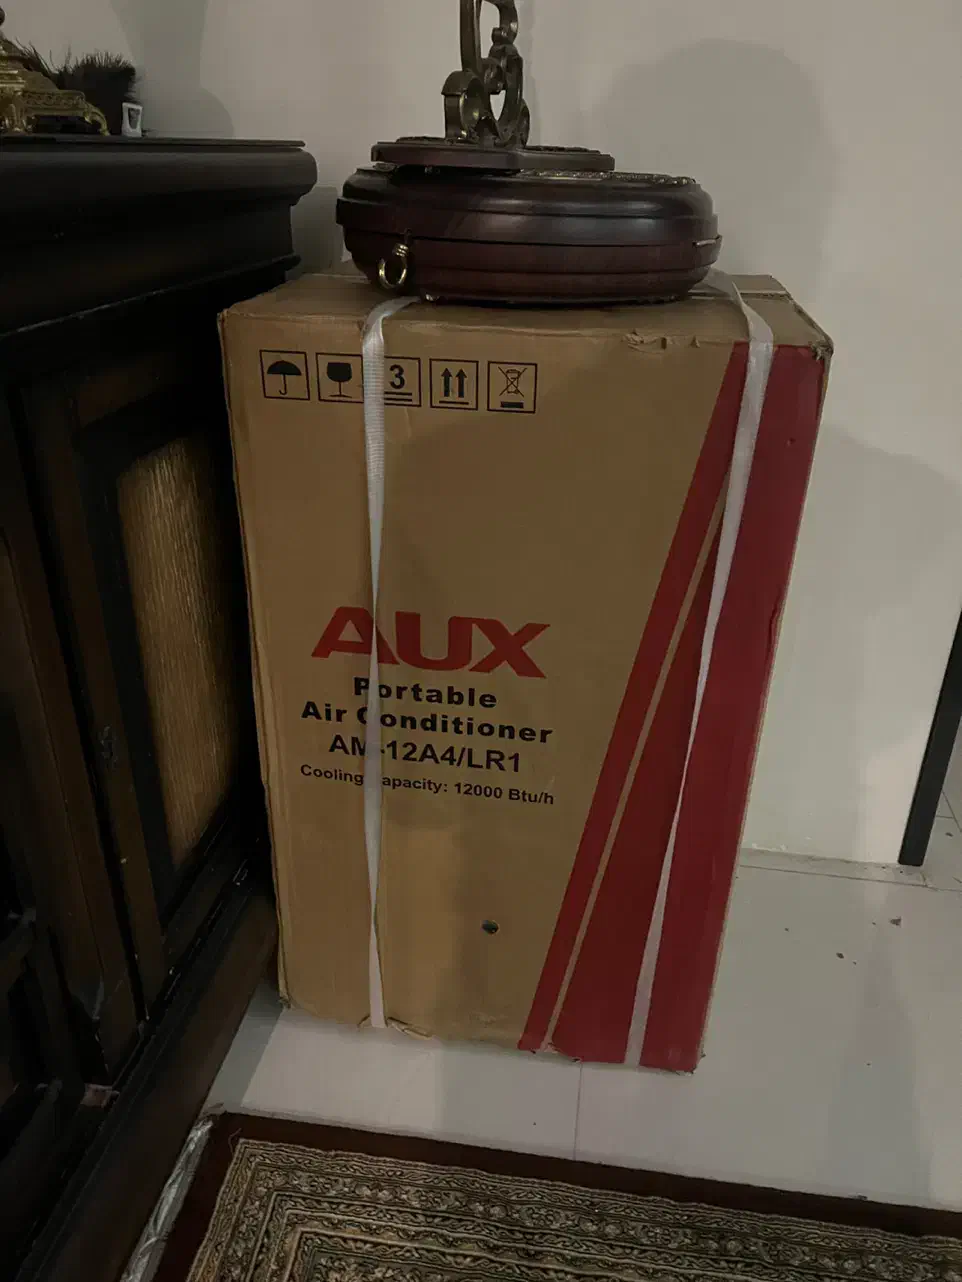 3
AUX
Portable
Air Conditioner
AM-12A4/LR1
Cooling Capacity: 12000 Btu/h